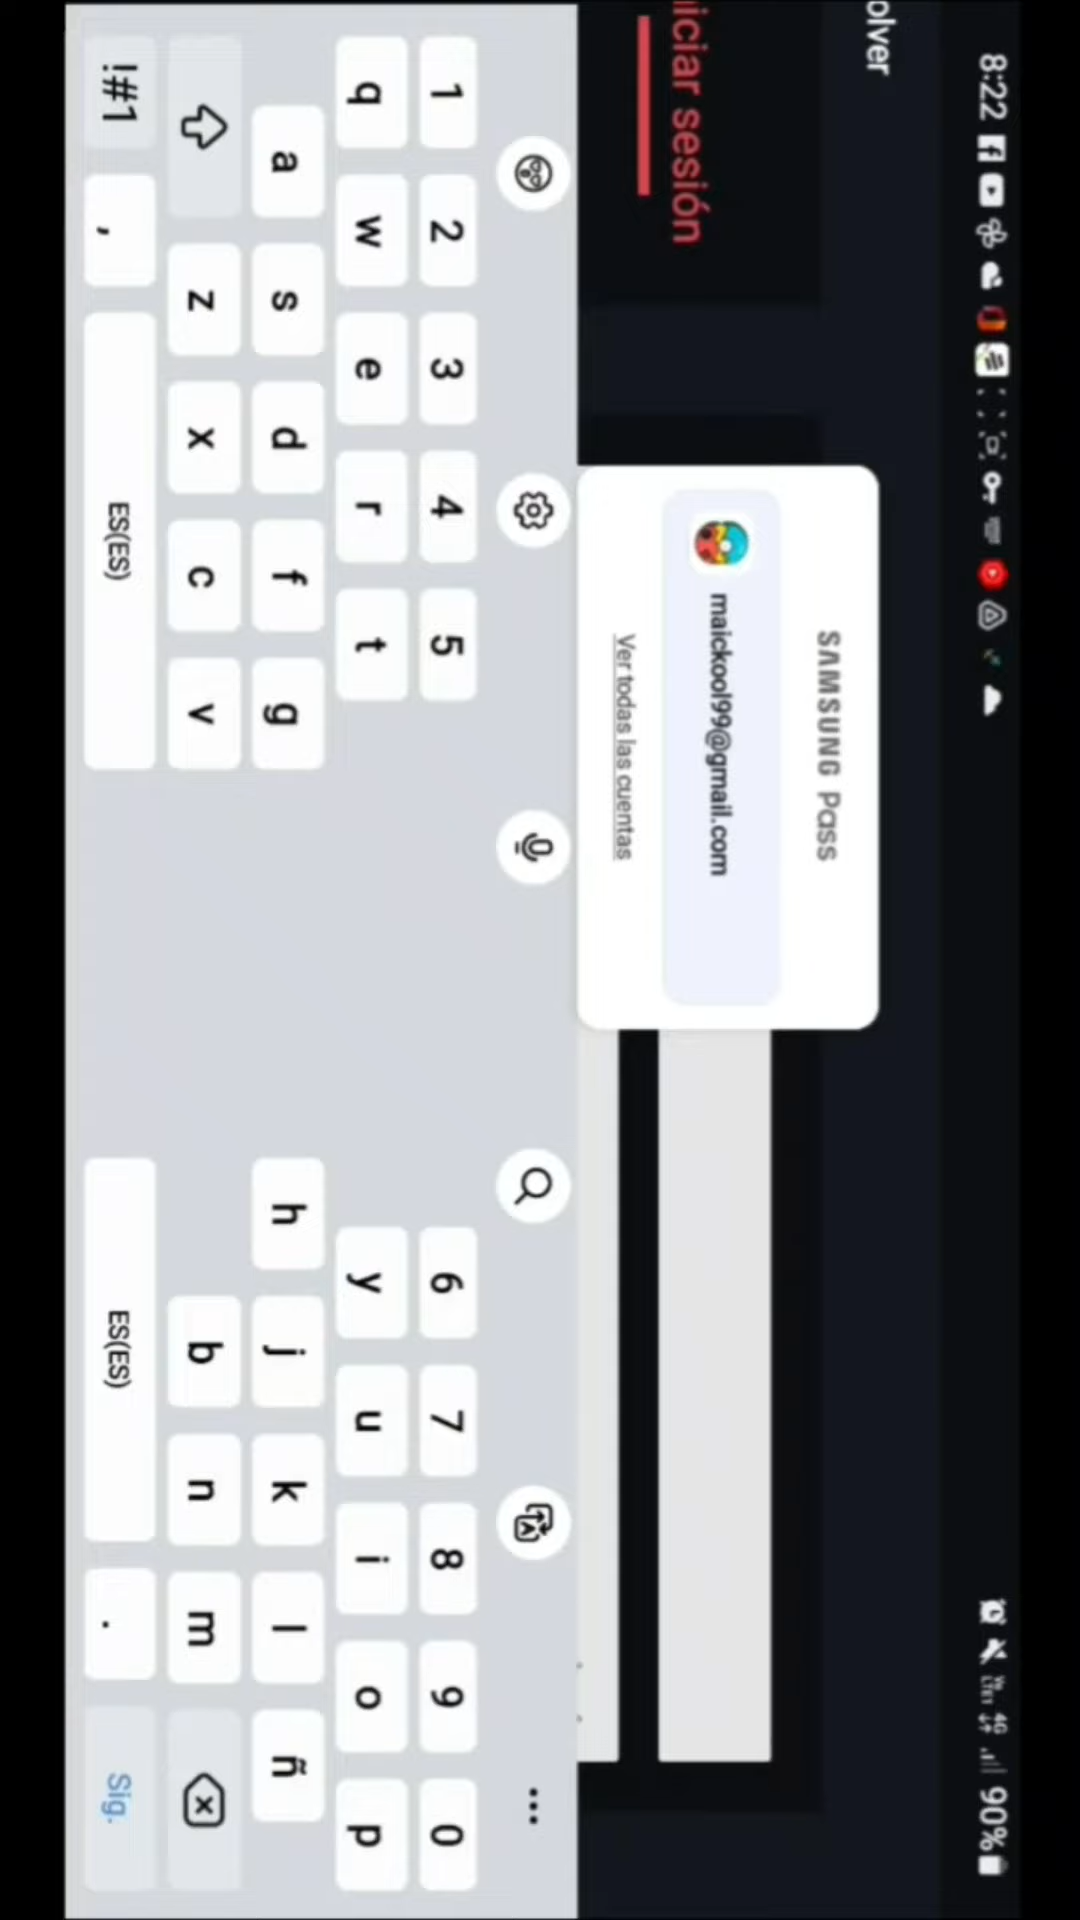 8:22
4G
90%
olver
iciar sesión
SAMSUNG Pass
maickool99@gmail.com
Ver todas las cuentas
1 2 3 4 5 6 7 8 9 0
q w e r t y u i o p
a s d f g h j k l ñ
z x c v b n m
!#1 , ES(ES) ES(ES) . Sig.